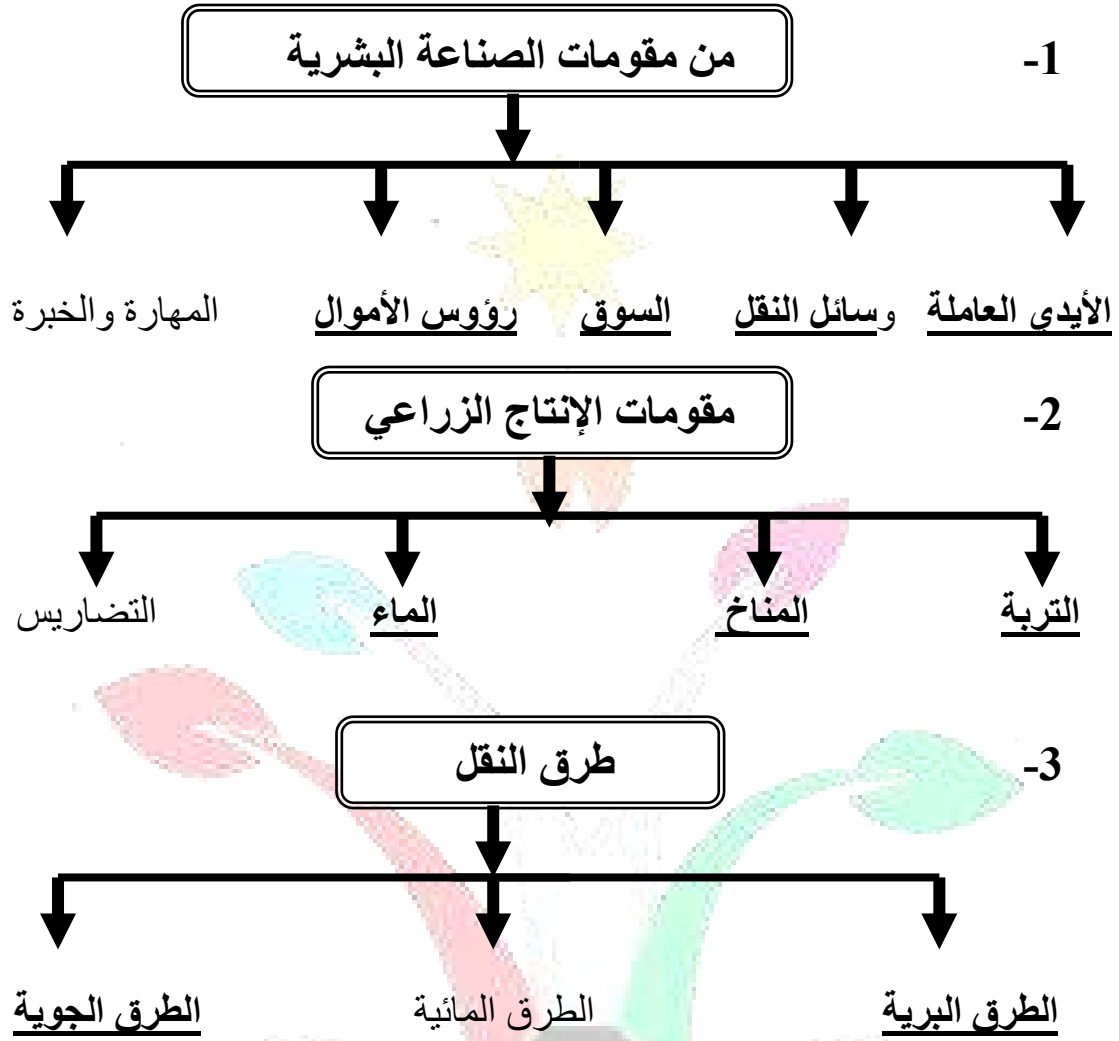 1- من مقومات الصناعة البشرية
الأيدي العاملة وسائل النقل السوق رؤوس الأموال المهارة والخبرة
2- مقومات الإنتاج الزراعي
التربة المناخ الماء التضاريس
3- طرق النقل
الطرق البرية الطرق المائية الطرق الجوية